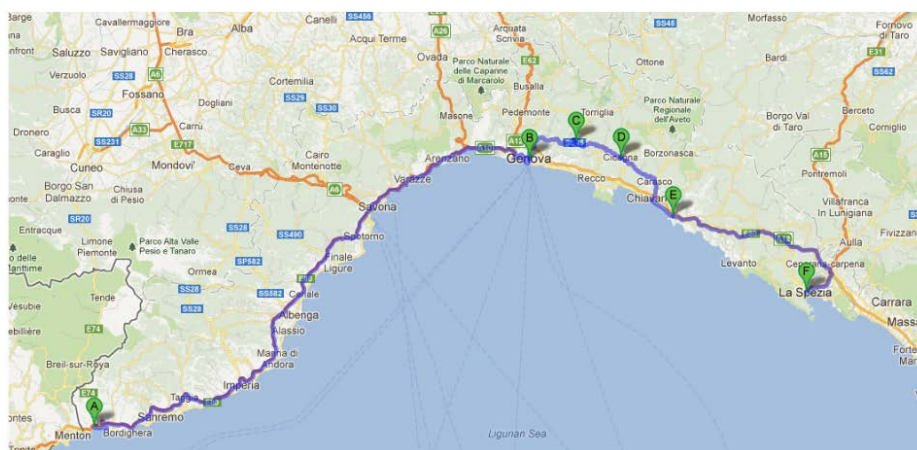 Barge
Cavallermaggiore
Bra
Alba
SS456
Canelli
Acqui Terme
A26
Ovada
Arquata
Scrivia
E62
SS45
Morfasso
Fornovo
di Taro
Saluzzo
Savigliano
Cherasco
A6
Cortemilia
Parco Naturale
delle Capanne
di Marcarolo
Busalla
Ottone
Bardi
E31
SS62
Verzuolo
SS28
Fossano
SS29
SS30
Dogliani
Busca
SR20
A33
Carrù
Masone
Pedemonte
B
C
Torriglia
Parco Naturale
Regionale
dell'Aveto
Borgo Val
di Taro
Berceto
Dronero
SS231
Caraglio
E717
Mondovi'
Ceva
Cairo
Montenotte
A6
Arenzano
A10
A12
Genova
D
Cicagna
Borzonasca
Corniglio
A15
Cuneo
Borgo San
Dalmazzo
Chiusa di
Pesio
Varazze
Recco
Carasco
Chiavari
E
Pontremoli
SR20
SS28
Savona
Villafranca
In Lunigiana
Entracque
Limone
Piemonte
Parco Alta Valle
Pesio e Tanaro
SS490
Spotorno
Aulla
Fivizzano
SP582
Finale
Ligure
Levanto
F
Ormea
SS28
SS582
La Spezia
Carrara
Tende
SS28
Albenga
Massa
E74
Alassio
Forte
Marina di
Andora
Breil-sur-Roya
Imperia
E74
A
Taggia
Sanremo
Menton
Bordighera
Ligurian Sea